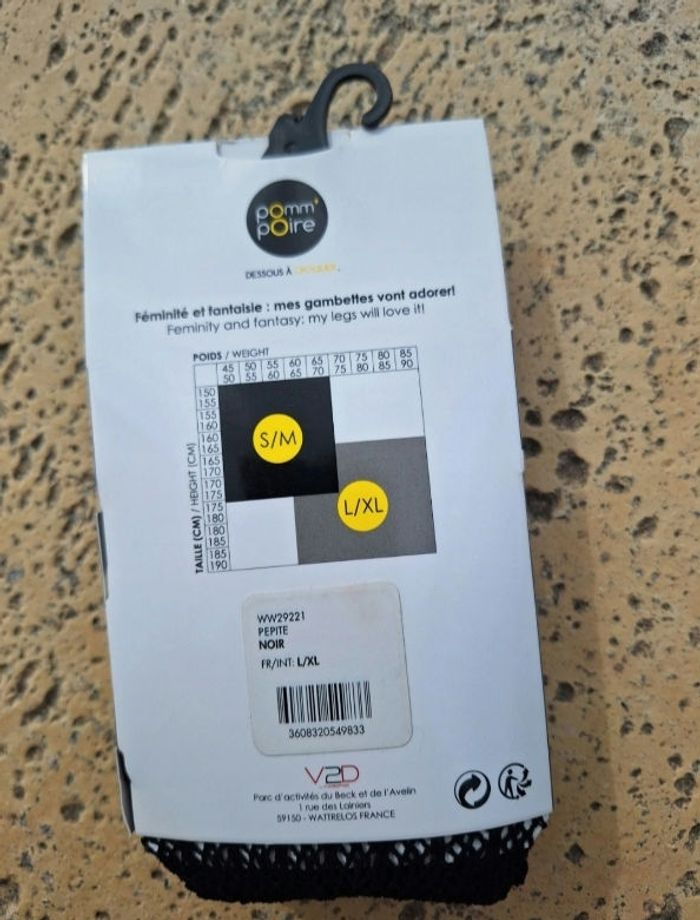 pomm'
pOire
DESSOUS À CROQUER.
Féminité et fantaisie : mes gambettes vont adorer!
Feminity and fantasy: my legs will love it!
POIDS / WEIGHT
45 50 55 60 65 70 75 80 85
50 55 60 65 70 75 80 85 90
TAILLE (CM) / HEIGHT (CM)
150
155
155
160
160
165
165
170
170
175
175
180
180
185
185
190
S/M
L/XL
WW29221
PEPITE
NOIR
FR/INT: L/XL
3608320549833
V2D
Parc d'activités du Beck et de l'Avelin
1 rue des Lainiers
59150 - WATTRELOS FRANCE